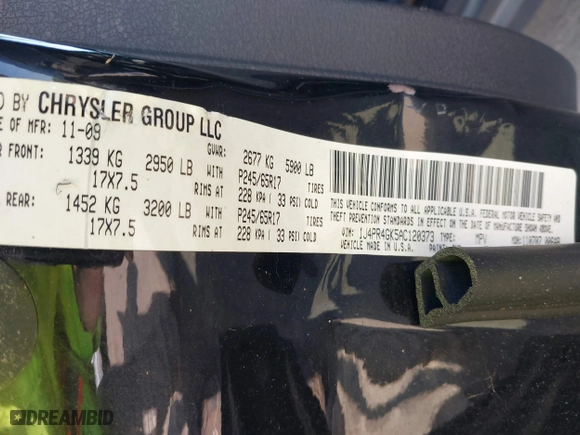 D BY CHRYSLER GROUP LLC
E OF MFR: 11-09 GVWR: 2677 KG 5900 LB
FRONT: 1339 KG 2950 LB P245/65R17 TIRES
17X7.5 RIMS AT 228 KPA ( 33 PSI) COLD
REAR: 1452 KG 3200 LB P245/65R17 TIRES
17X7.5 RIMS AT 228 KPA ( 33 PSI) COLD
THIS VEHICLE CONFORMS TO ALL APPLICABLE U.S.A. FEDERAL MOTOR VEHICLE SAFETY AND
THEFT PREVENTION STANDARDS IN EFFECT ON THE DATE OF MANUFACTURE SHOWN ABOVE.
VIN: 1J4PR4GK5AC120373 TYPE: MPV MDH:
MADE IN U.S.A.
DREAMBID